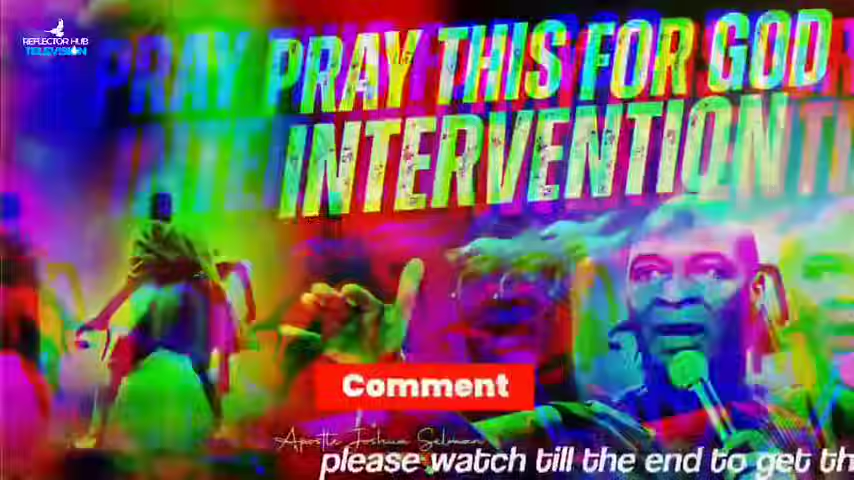 REFLECTOR HUB
TELEVISION
PRAY THIS FOR GOD
INTERVENTION
Comment
Apostle Joshua Selman
please watch till the end to get th